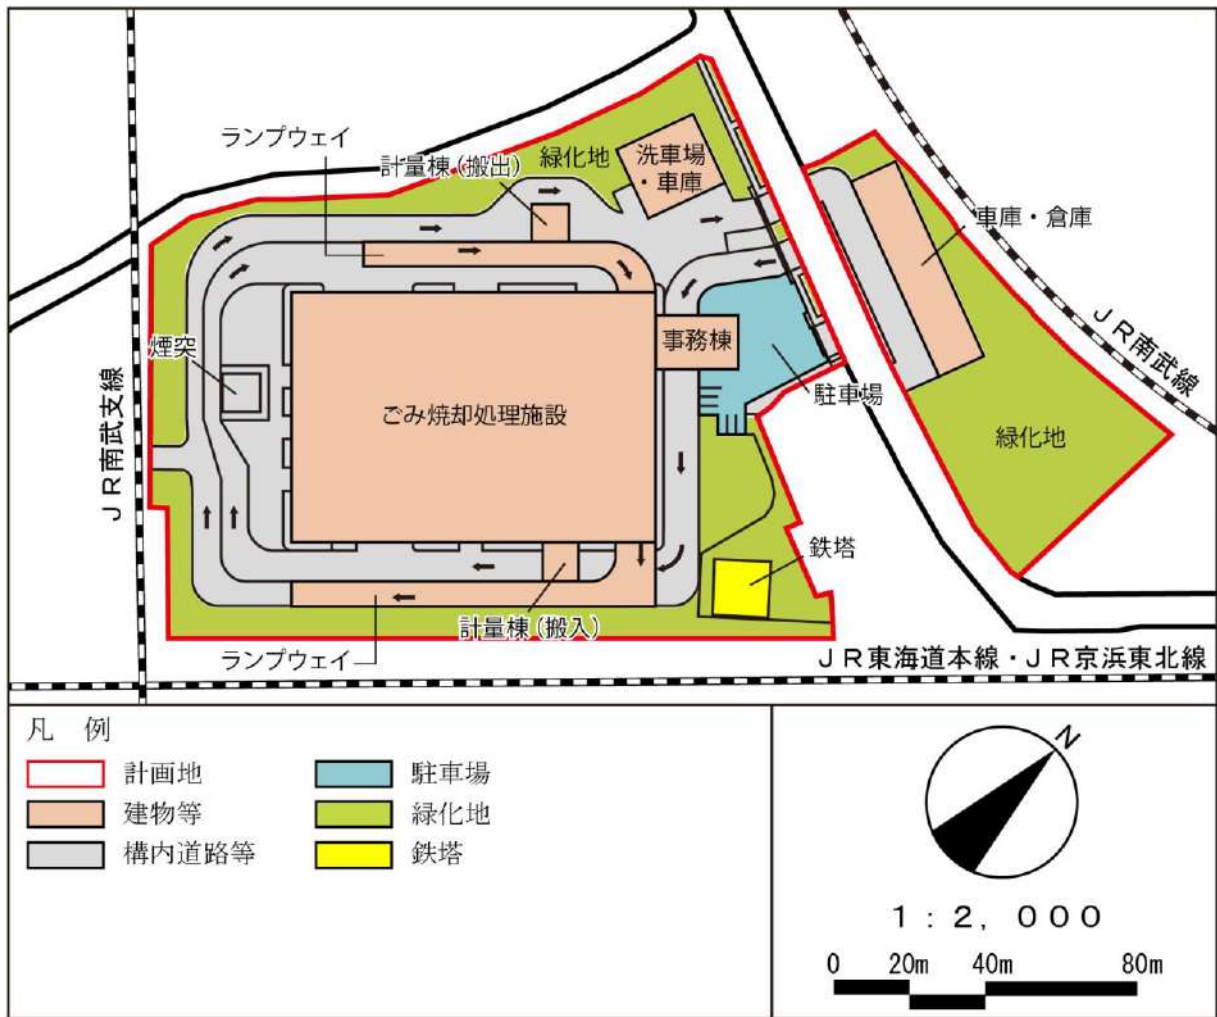 ランプウェイ
計量棟(搬出)
緑化地
洗車場
・車庫
車庫・倉庫
JR南武線
煙突
事務棟
JR南武支線
ごみ焼却処理施設
駐車場
緑化地
鉄塔
計量棟(搬入)
ランプウェイ
JR東海道本線・JR京浜東北線
凡 例
計画地
駐車場
建物等
緑化地
構内道路等
鉄塔
N
1:2,000
0 20m 40m 80m